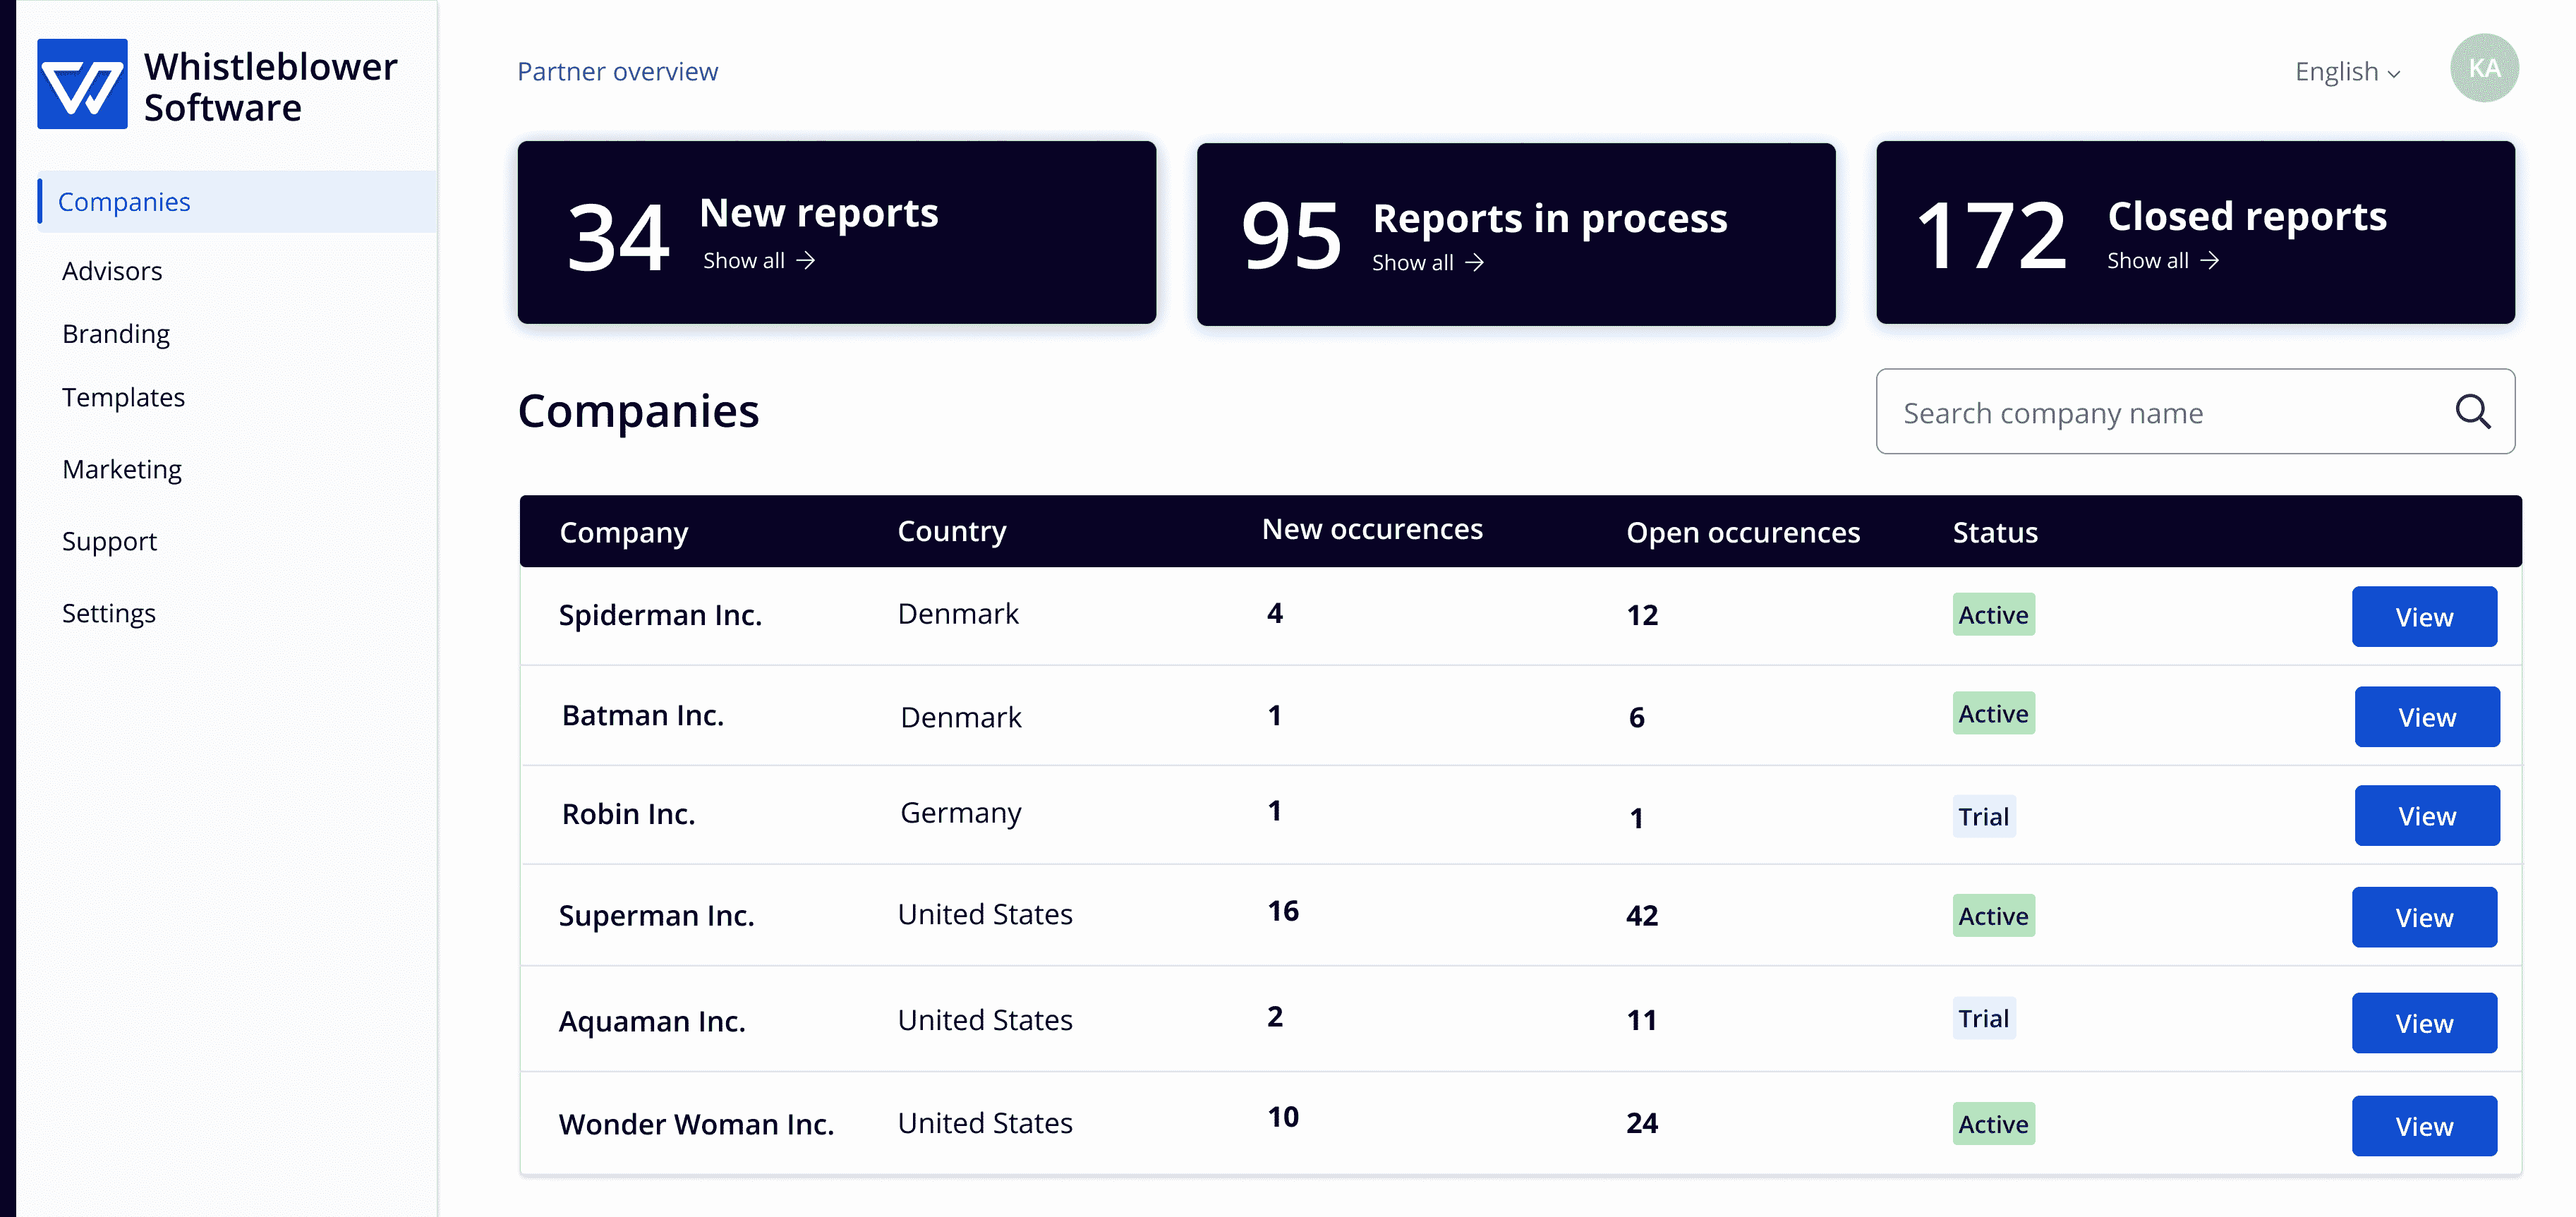 Whistleblower
Software
Companies
Advisors
Branding
Templates
Marketing
Support
Settings
Partner overview
English
KA
34 New reports
Show all
95 Reports in process
Show all
172 Closed reports
Show all
Companies
Search company name
Company Country New occurences Open occurences Status
Spiderman Inc. Denmark 4 12 Active View
Batman Inc. Denmark 1 6 Active View
Robin Inc. Germany 1 1 Trial View
Superman Inc. United States 16 42 Active View
Aquaman Inc. United States 2 11 Trial View
Wonder Woman Inc. United States 10 24 Active View